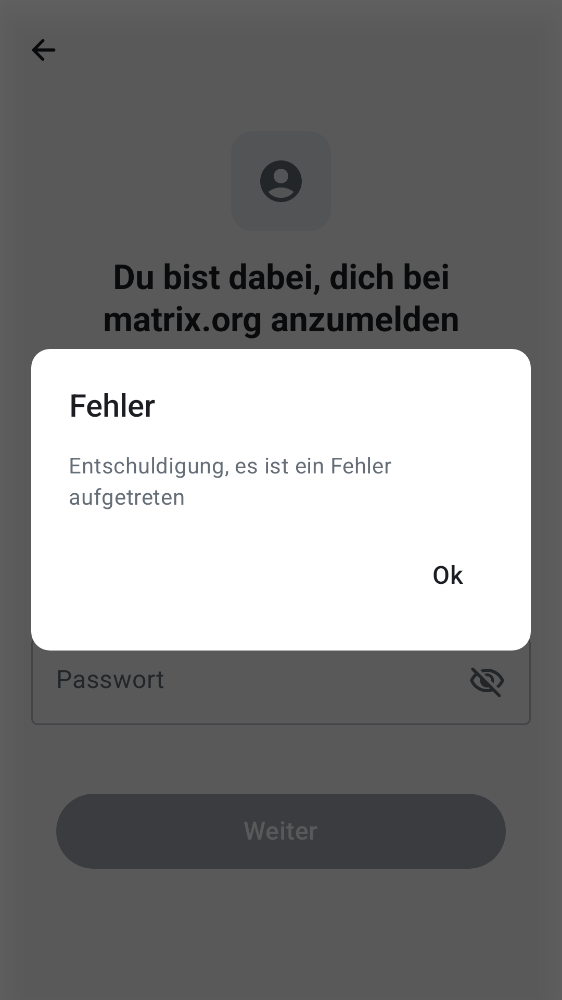 Du bist dabei, dich bei
matrix.org anzumelden
Fehler
Entschuldigung, es ist ein Fehler
aufgetreten
Ok
Passwort
Weiter